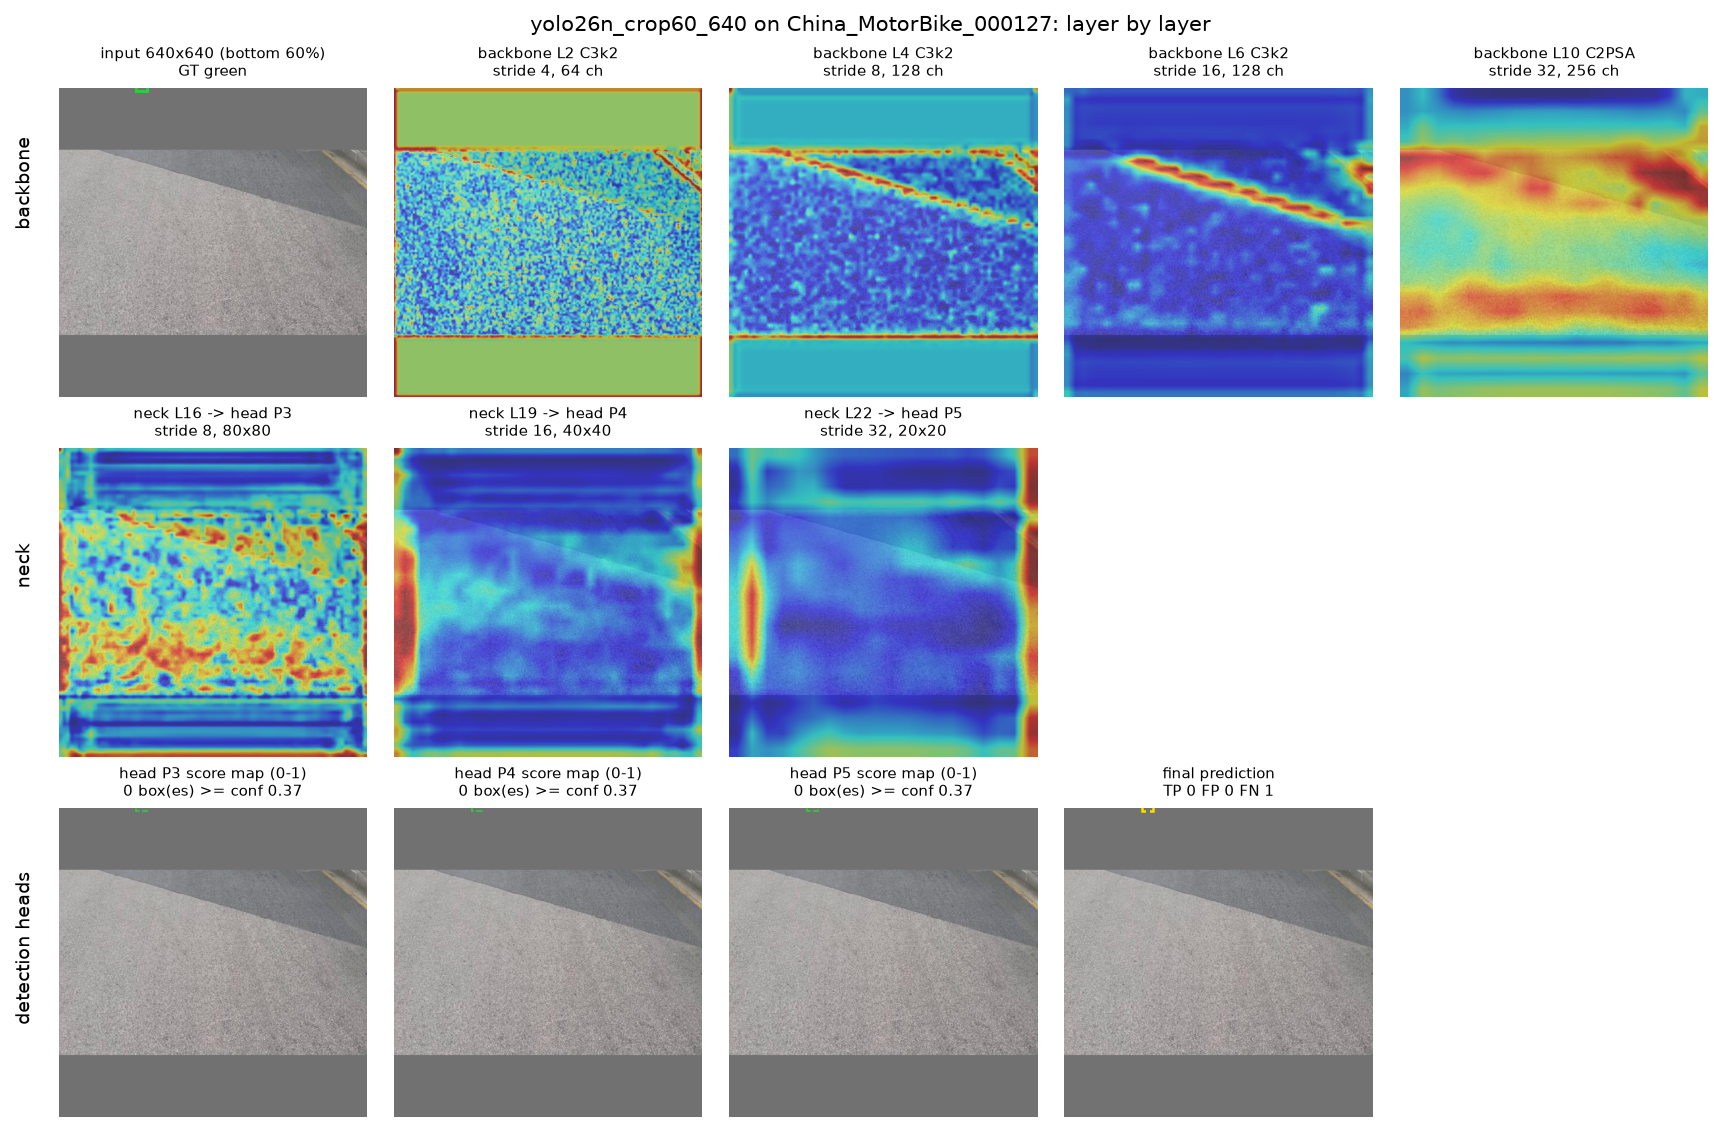 yolo26n_crop60_640 on China_MotorBike_000127: layer by layer
input 640x640 (bottom 60%)
GT green
backbone L2 C3k2
stride 4, 64 ch
backbone L4 C3k2
stride 8, 128 ch
backbone L6 C3k2
stride 16, 128 ch
backbone L10 C2PSA
stride 32, 256 ch
backbone
neck L16 -> head P3
stride 8, 80x80
neck L19 -> head P4
stride 16, 40x40
neck L22 -> head P5
stride 32, 20x20
neck
head P3 score map (0-1)
0 box(es) >= conf 0.37
head P4 score map (0-1)
0 box(es) >= conf 0.37
head P5 score map (0-1)
0 box(es) >= conf 0.37
final prediction
TP 0 FP 0 FN 1
detection heads